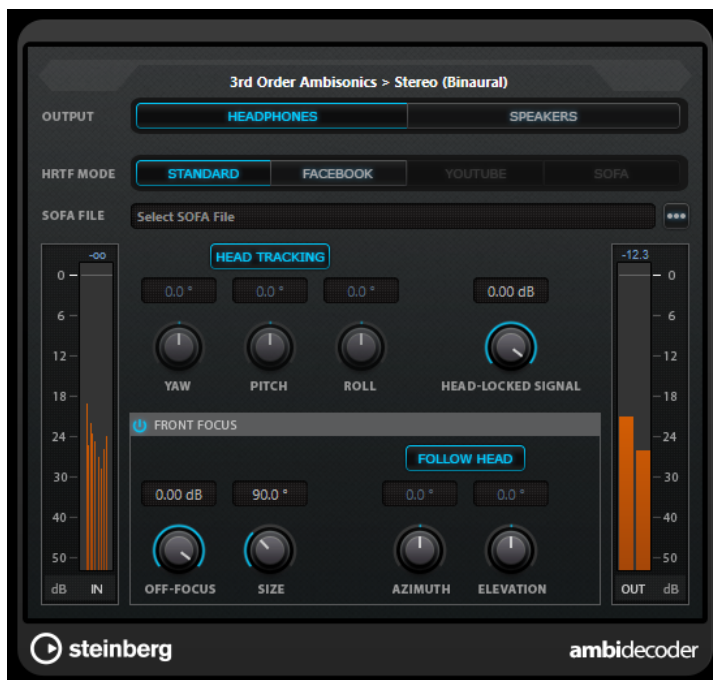 3rd Order Ambisonics > Stereo (Binaural)
OUTPUT HEADPHONES SPEAKERS
HRTF MODE STANDARD FACEBOOK YOUTUBE SOFA
SOFA FILE Select SOFA File
-∞ HEAD TRACKING -12.3
0 0.0 ° 0.0 ° 0.0 ° 0.00 dB 0
6 6
12 12
YAW PITCH ROLL HEAD-LOCKED SIGNAL
18 18
FRONT FOCUS
24 24
FOLLOW HEAD
30 30
0.00 dB 90.0 ° 0.0 ° 0.0 °
40 40
50 50
dB IN OFF-FOCUS SIZE AZIMUTH ELEVATION OUT dB
steinberg ambidecoder